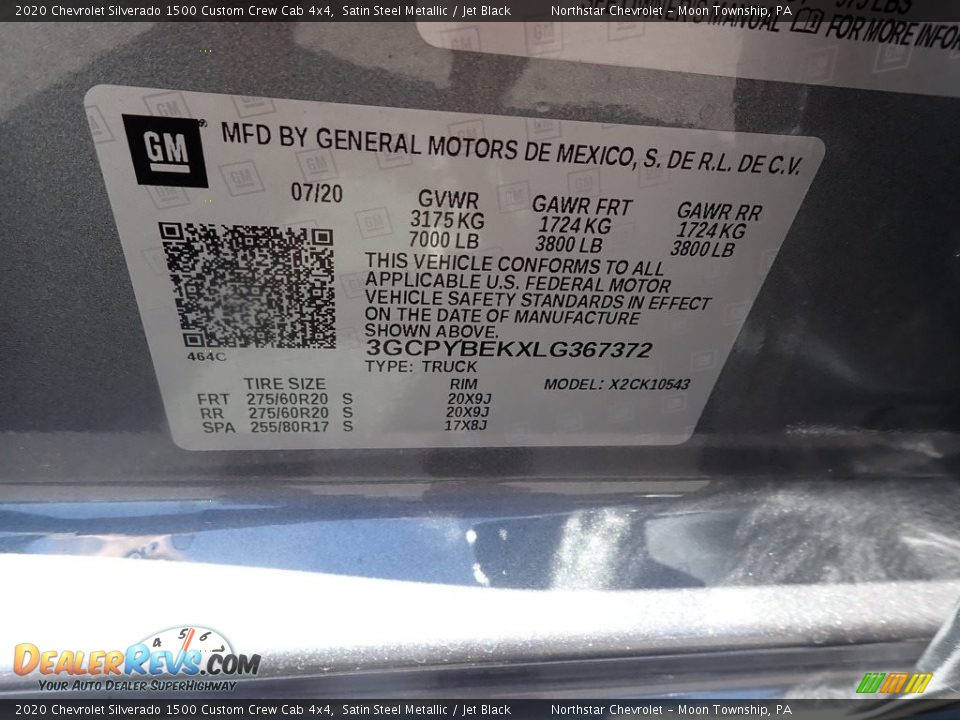 2020 Chevrolet Silverado 1500 Custom Crew Cab 4x4, Satin Steel Metallic / Jet Black Northstar Chevrolet - Moon Township, PA
OWNER'S MANUAL FOR MORE
GM
MFD BY GENERAL MOTORS DE MEXICO, S. DE R.L. DE C.V.
07/20 GVWR GAWR FRT GAWR RR
3175 KG 1724 KG 1724 KG
7000 LB 3800 LB 3800 LB
THIS VEHICLE CONFORMS TO ALL
APPLICABLE U.S. FEDERAL MOTOR
VEHICLE SAFETY STANDARDS IN EFFECT
ON THE DATE OF MANUFACTURE
SHOWN ABOVE.
3GCPYBEKXLG367372
464C
TYPE: TRUCK
TIRE SIZE RIM MODEL: X2CK10543
FRT 275/60R20 S 20X9J
RR 275/60R20 S 20X9J
SPA 255/80R17 S 17X8J
4 5 6
DEALERREVS.COM
YOUR AUTO DEALER SUPERHIGHWAY
2020 Chevrolet Silverado 1500 Custom Crew Cab 4x4, Satin Steel Metallic / Jet Black Northstar Chevrolet - Moon Township, PA